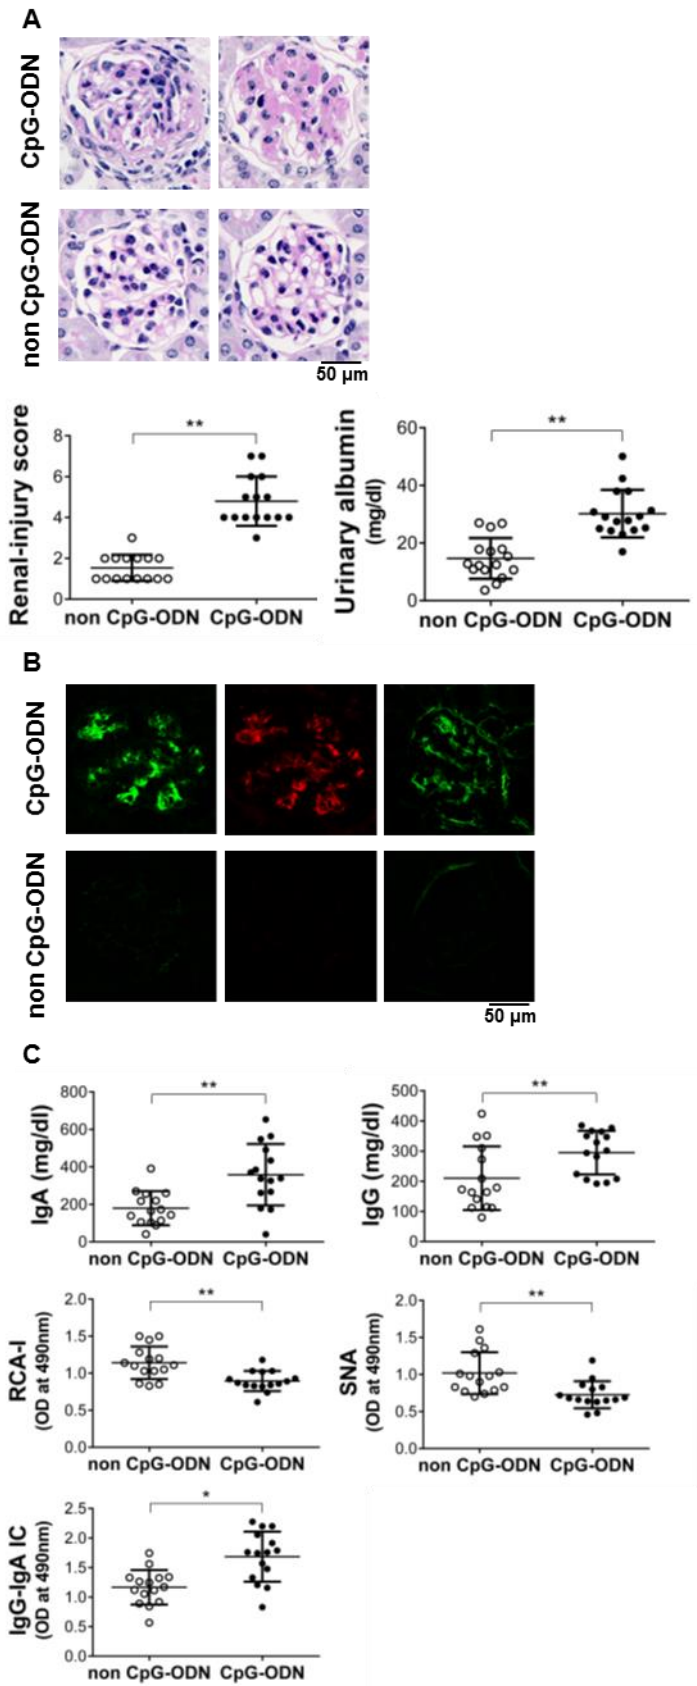 A
CpG-ODN
non CpG-ODN
50 µm
Renal-injury score
8
6
4
2
0
**
non CpG-ODN CpG-ODN
Urinary albumin
(mg/dl)
60
40
20
0
**
non CpG-ODN CpG-ODN
B
CpG-ODN
non CpG-ODN
50 µm
C
IgA (mg/dl)
800
600
400
200
0
**
non CpG-ODN CpG-ODN
IgG (mg/dl)
500
400
300
200
100
0
**
non CpG-ODN CpG-ODN
RCA-I
(OD at 490nm)
2.0
1.5
1.0
0.5
0.0
**
non CpG-ODN CpG-ODN
SNA
(OD at 490nm)
2.0
1.5
1.0
0.5
0.0
**
non CpG-ODN CpG-ODN
IgG-IgA IC
(OD at 490nm)
2.5
2.0
1.5
1.0
0.5
0.0
*
non CpG-ODN CpG-ODN